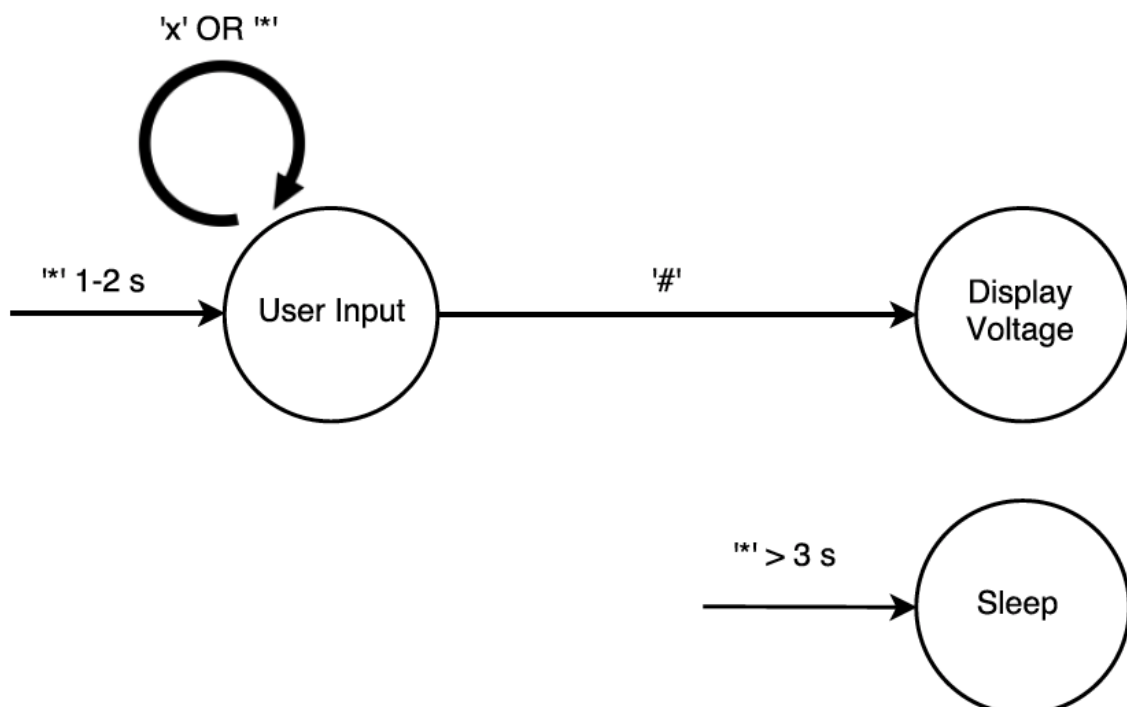 'x' OR '*'
'*' 1-2 s
User Input
'#'
Display
Voltage
'*' > 3 s
Sleep